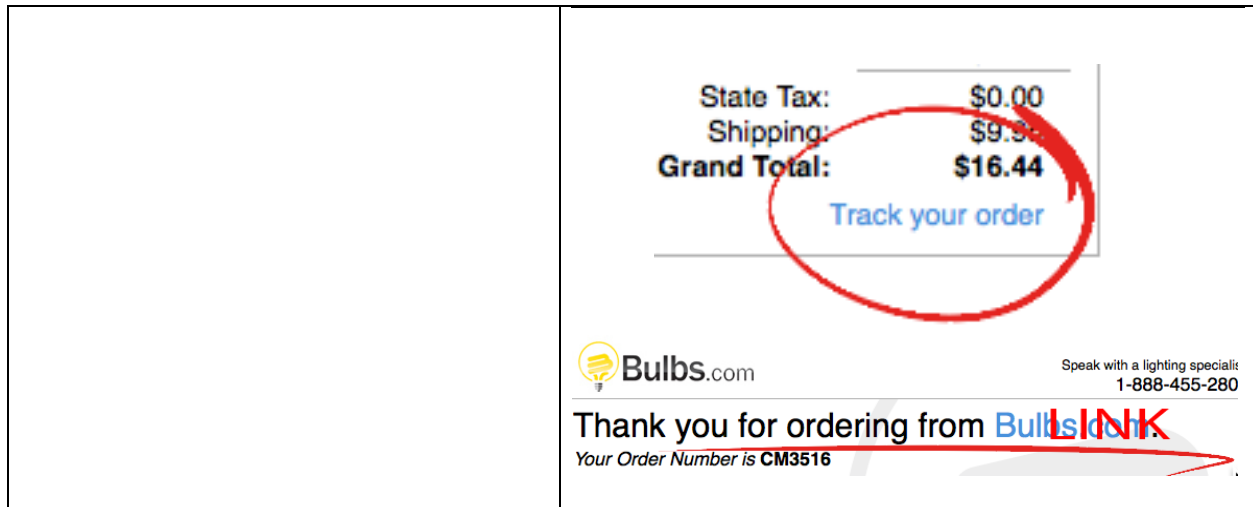 State Tax: $0.00
Shipping:
Grand Total: $16.44
Track your order
Bulbs.com
Speak with a lighting
1-888-455-280
Thank you for ordering from Bulbs.com.
LINK
Your Order Number is CM3516